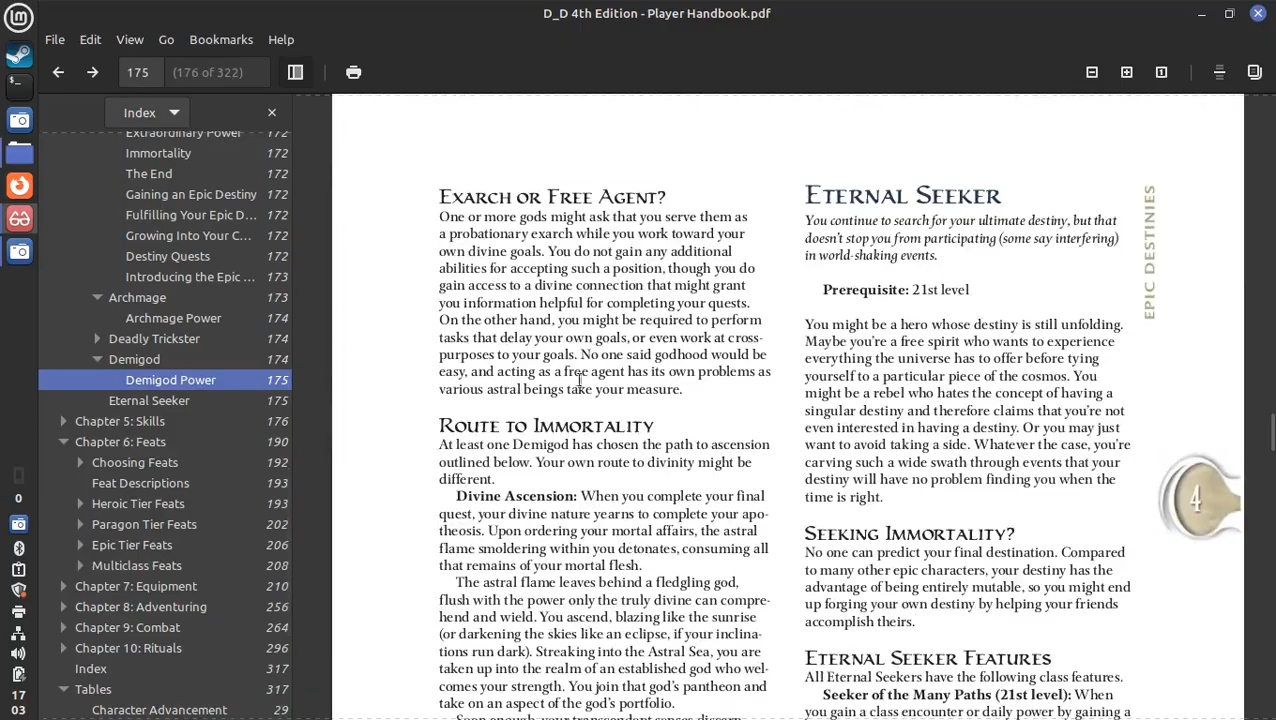 D_D 4th Edition - Player Handbook.pdf
File Edit View Go Bookmarks Help
175 (176 of 322)
Index
Extraordinary Power 172
Immortality 172
The End 172
Gaining an Epic Destiny 172
Fulfilling Your Epic D... 172
Growing Into Your C... 172
Destiny Quests 172
Introducing the Epic ... 173
Archmage 173
Archmage Power 174
Deadly Trickster 174
Demigod 174
Demigod Power 175
Eternal Seeker 175
Chapter 5: Skills 176
Chapter 6: Feats 190
Choosing Feats 192
Feat Descriptions 193
Heroic Tier Feats 193
Paragon Tier Feats 202
Epic Tier Feats 206
Multiclass Feats 208
Chapter 7: Equipment 210
Chapter 8: Adventuring 256
Chapter 9: Combat 264
Chapter 10: Rituals 296
Index 317
Tables 317
Character Advancement 29
0
17
03
Exarch or Free Agent?
One or more gods might ask that you serve them as
a probationary exarch while you work toward your
own divine goals. You do not gain any additional
abilities for accepting such a position, though you do
gain access to a divine connection that might grant
you information helpful for completing your quests.
On the other hand, you might be required to perform
tasks that delay your own goals, or even work at cross-
purposes to your goals. No one said godhood would be
easy, and acting as a free agent has its own problems as
various astral beings take your measure.
Route to Immortality
At least one Demigod has chosen the path to ascension
outlined below. Your own route to divinity might be
different.
Divine Ascension: When you complete your final
quest, your divine nature yearns to complete your apo-
theosis. Upon ordering your mortal affairs, the astral
flame smoldering within you detonates, consuming all
that remains of your mortal flesh.
The astral flame leaves behind a fledgling god,
flush with the power only the truly divine can compre-
hend and wield. You ascend, blazing like the sunrise
(or darkening the skies like an eclipse, if your inclina-
tions run dark). Streaking into the Astral Sea, you are
taken up into the realm of an established god who wel-
comes your strength. You join that god's pantheon and
take on an aspect of the god's portfolio.
Soon enough, your transcendent senses discern
Eternal Seeker
You continue to search for your ultimate destiny, but that
doesn't stop you from participating (some say interfering)
in world-shaking events.
Prerequisite: 21st level
You might be a hero whose destiny is still unfolding.
Maybe you're a free spirit who wants to experience
everything the universe has to offer before tying
yourself to a particular piece of the cosmos. You
might be a rebel who hates the concept of having a
singular destiny and therefore claims that you're not
even interested in having a destiny. Or you may just
want to avoid taking a side. Whatever the case, you're
carving such a wide swath through events that your
destiny will have no problem finding you when the
time is right.
Seeking Immortality?
No one can predict your final destination. Compared
to many other epic characters, your destiny has the
advantage of being entirely mutable, so you might end
up forging your own destiny by helping your friends
accomplish theirs.
Eternal Seeker Features
All Eternal Seekers have the following class features.
Seeker of the Many Paths (21st level): When
you gain a class encounter or daily power by gaining a
EPIC DESTINIES
4